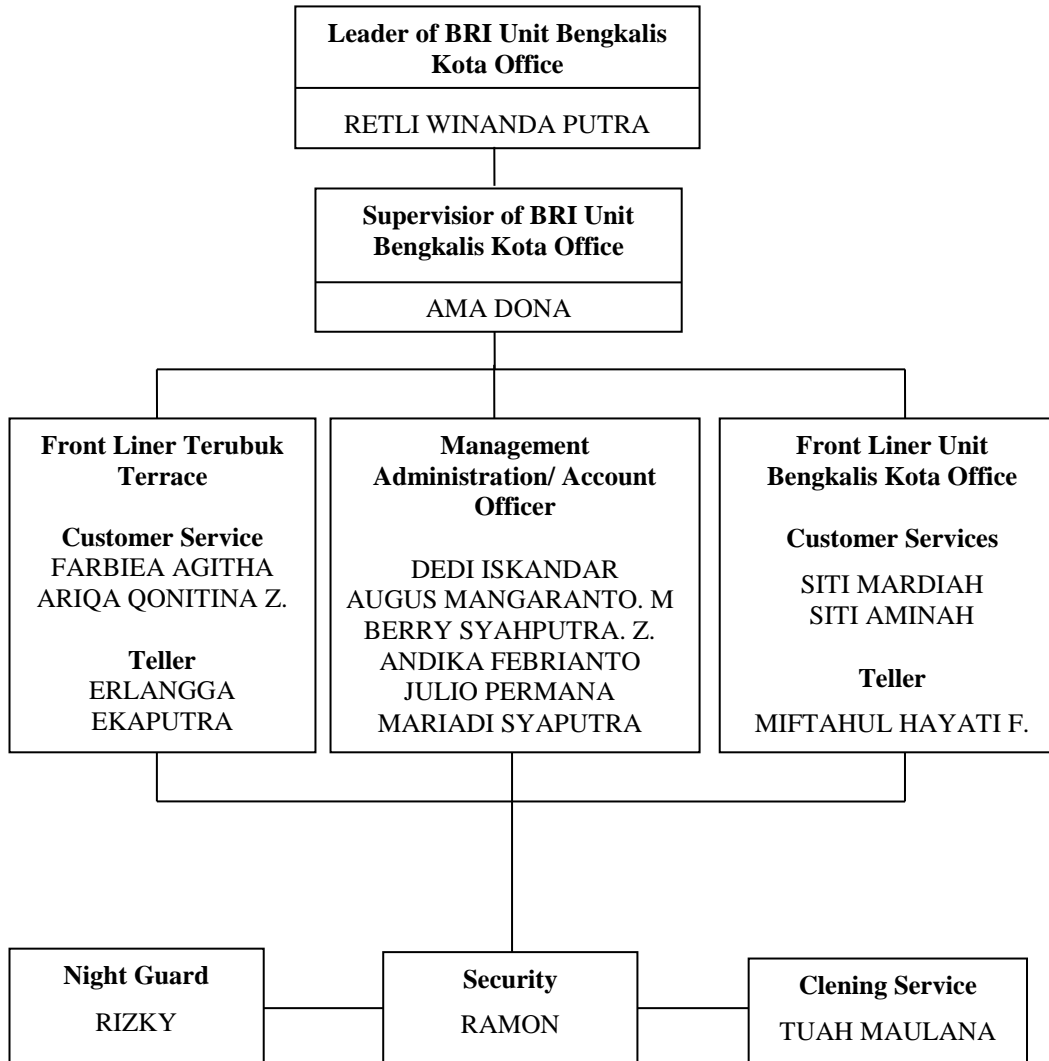 Leader of BRI Unit Bengkalis
Kota Office
RETLI WINANDA PUTRA
Supervisior of BRI Unit
Bengkalis Kota Office
AMA DONA
Front Liner Terubuk
Terrace
Customer Service
FARBIEA AGITHA
ARIQA QONITINA Z.
Teller
ERLANGGA
EKAPUTRA
Management
Administration/ Account
Officer
DEDI ISKANDAR
AUGUS MANGARANTO. M
BERRY SYAHPUTRA. Z.
ANDIKA FEBRIANTO
JULIO PERMANA
MARIADI SYAPUTRA
Front Liner Unit
Bengkalis Kota Office
Customer Services
SITI MARDIAH
SITI AMINAH
Teller
MIFTAHUL HAYATI F.
Night Guard
RIZKY
Security
RAMON
Clening Service
TUAH MAULANA